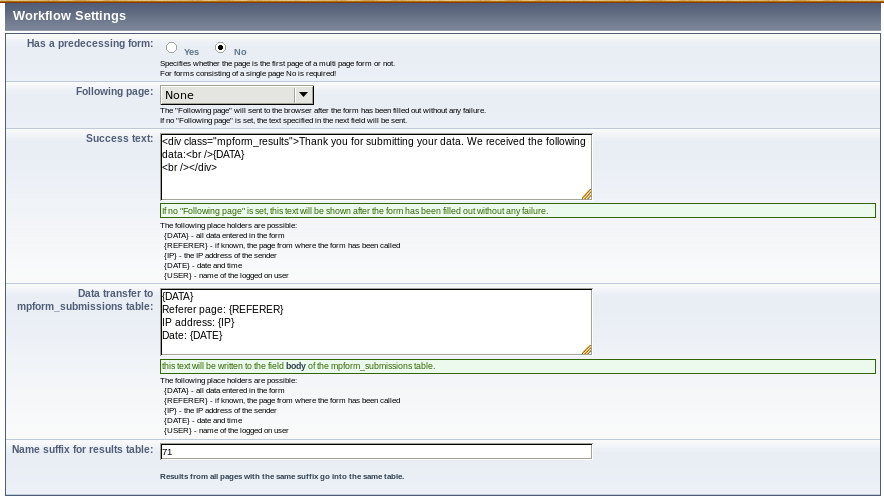 Workflow Settings
Has a predecessing form:
Yes No
Specifies whether the page is the first page of a multi page form or not.
For forms consisting of a single page No is required!
Following page:
None
The "Following page" will sent to the browser after the form has been filled out without any failure.
If no "Following page" is set, the text specified in the next field will be sent.
Success text:
<div class="mpform_results">Thank you for submitting your data. We received the following
data:<br />{DATA}
<br /></div>
If no "Following page" is set, this text will be shown after the form has been filled out without any failure.
The following place holders are possible:
{DATA} - all data entered in the form
{REFERER} - if known, the page from where the form has been called
{IP} - the IP address of the sender
{DATE} - date and time
{USER} - name of the logged on user
Data transfer to
mpform_submissions table:
{DATA}
Referer page: {REFERER}
IP address: {IP}
Date: {DATE}
this text will be written to the field body of the mpform_submissions table.
The following place holders are possible:
{DATA} - all data entered in the form
{REFERER} - if known, the page from where the form has been called
{IP} - the IP address of the sender
{DATE} - date and time
{USER} - name of the logged on user
Name suffix for results table:
71
Results from all pages with the same suffix go into the same table.